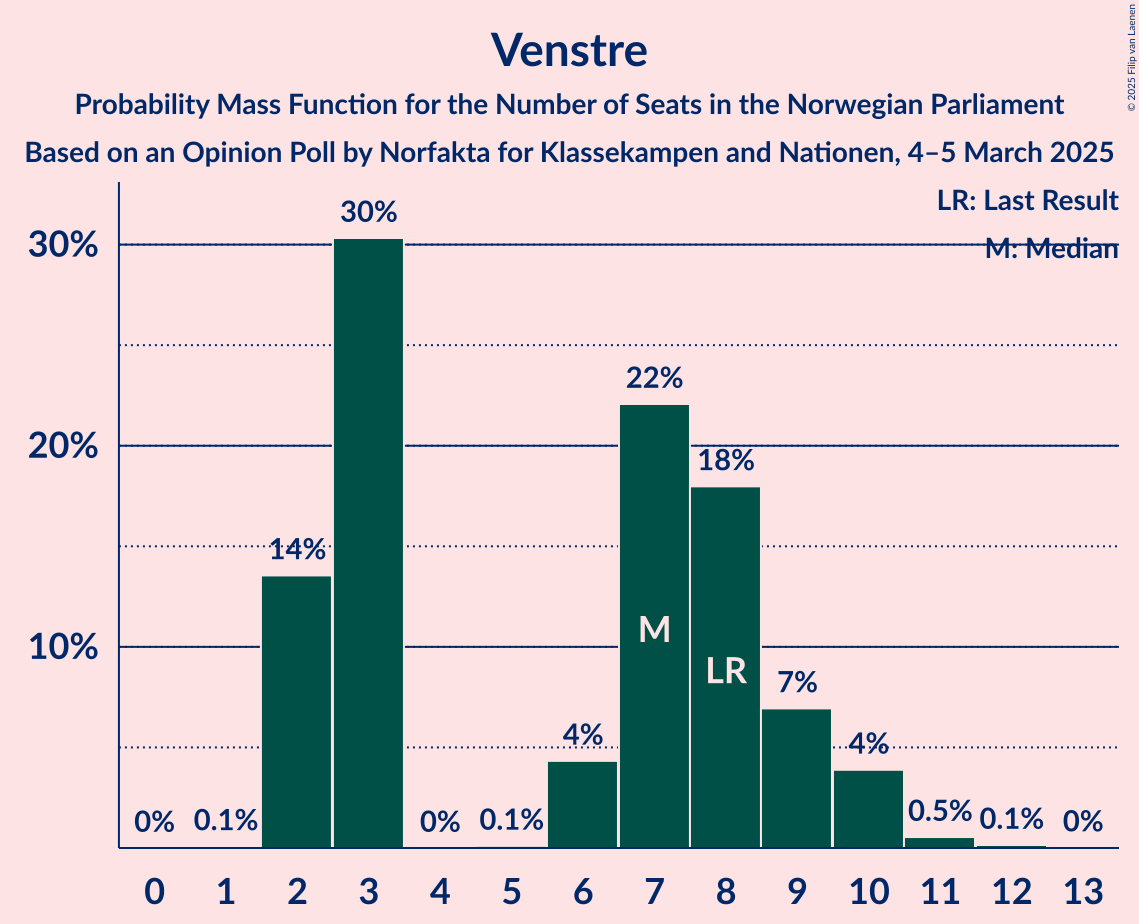 Venstre
Probability Mass Function for the Number of Seats in the Norwegian Parliament
Based on an Opinion Poll by Norfakta for Klassekampen and Nationen, 4–5 March 2025
© 2025 Filip van Laenen
LR: Last Result
M: Median
30%
20%
10%
0%
0.1%
14%
30%
0%
0.1%
4%
22%
18%
7%
4%
0.5%
0.1%
0%
M
LR
0 1 2 3 4 5 6 7 8 9 10 11 12 13